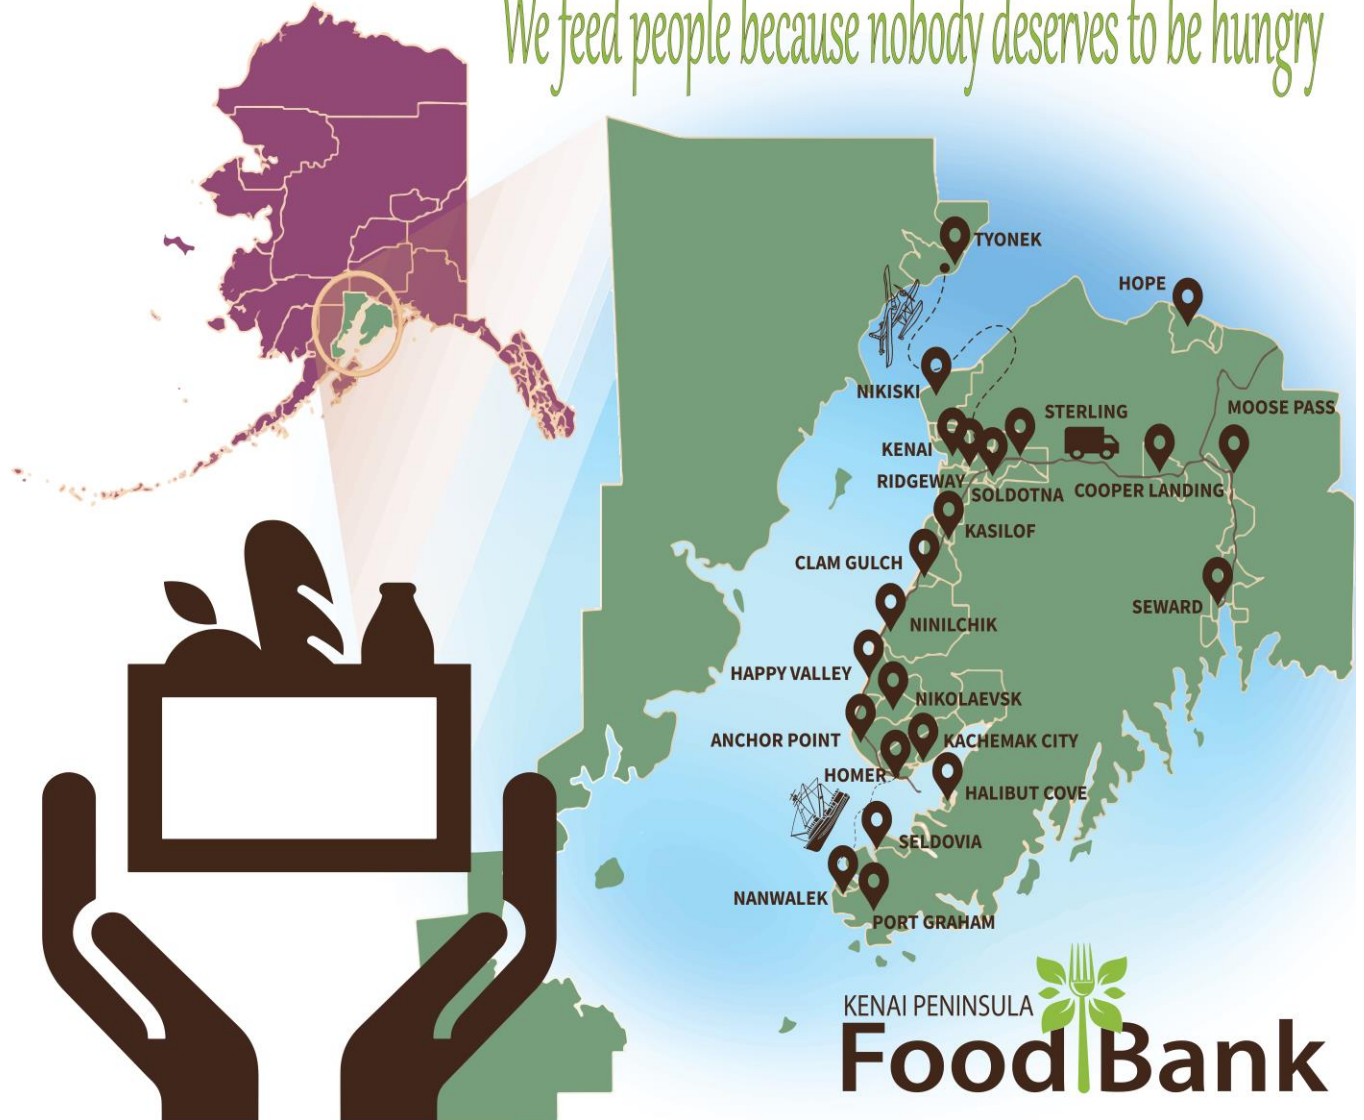 We feed people because nobody deserves to be hungry
TYONEK
HOPE
NIKISKI
MOOSE PASS
STERLING
KENAI
RIDGEWAY
SOLDOTNA
COOPER LANDING
KASILOF
CLAM GULCH
SEWARD
NINILCHIK
HAPPY VALLEY
NIKOLAEVSK
ANCHOR POINT
KACHEMAK CITY
HOMER
HALIBUT COVE
SELDOVIA
NANWALEK
PORT GRAHAM
KENAI PENINSULA
Food Bank